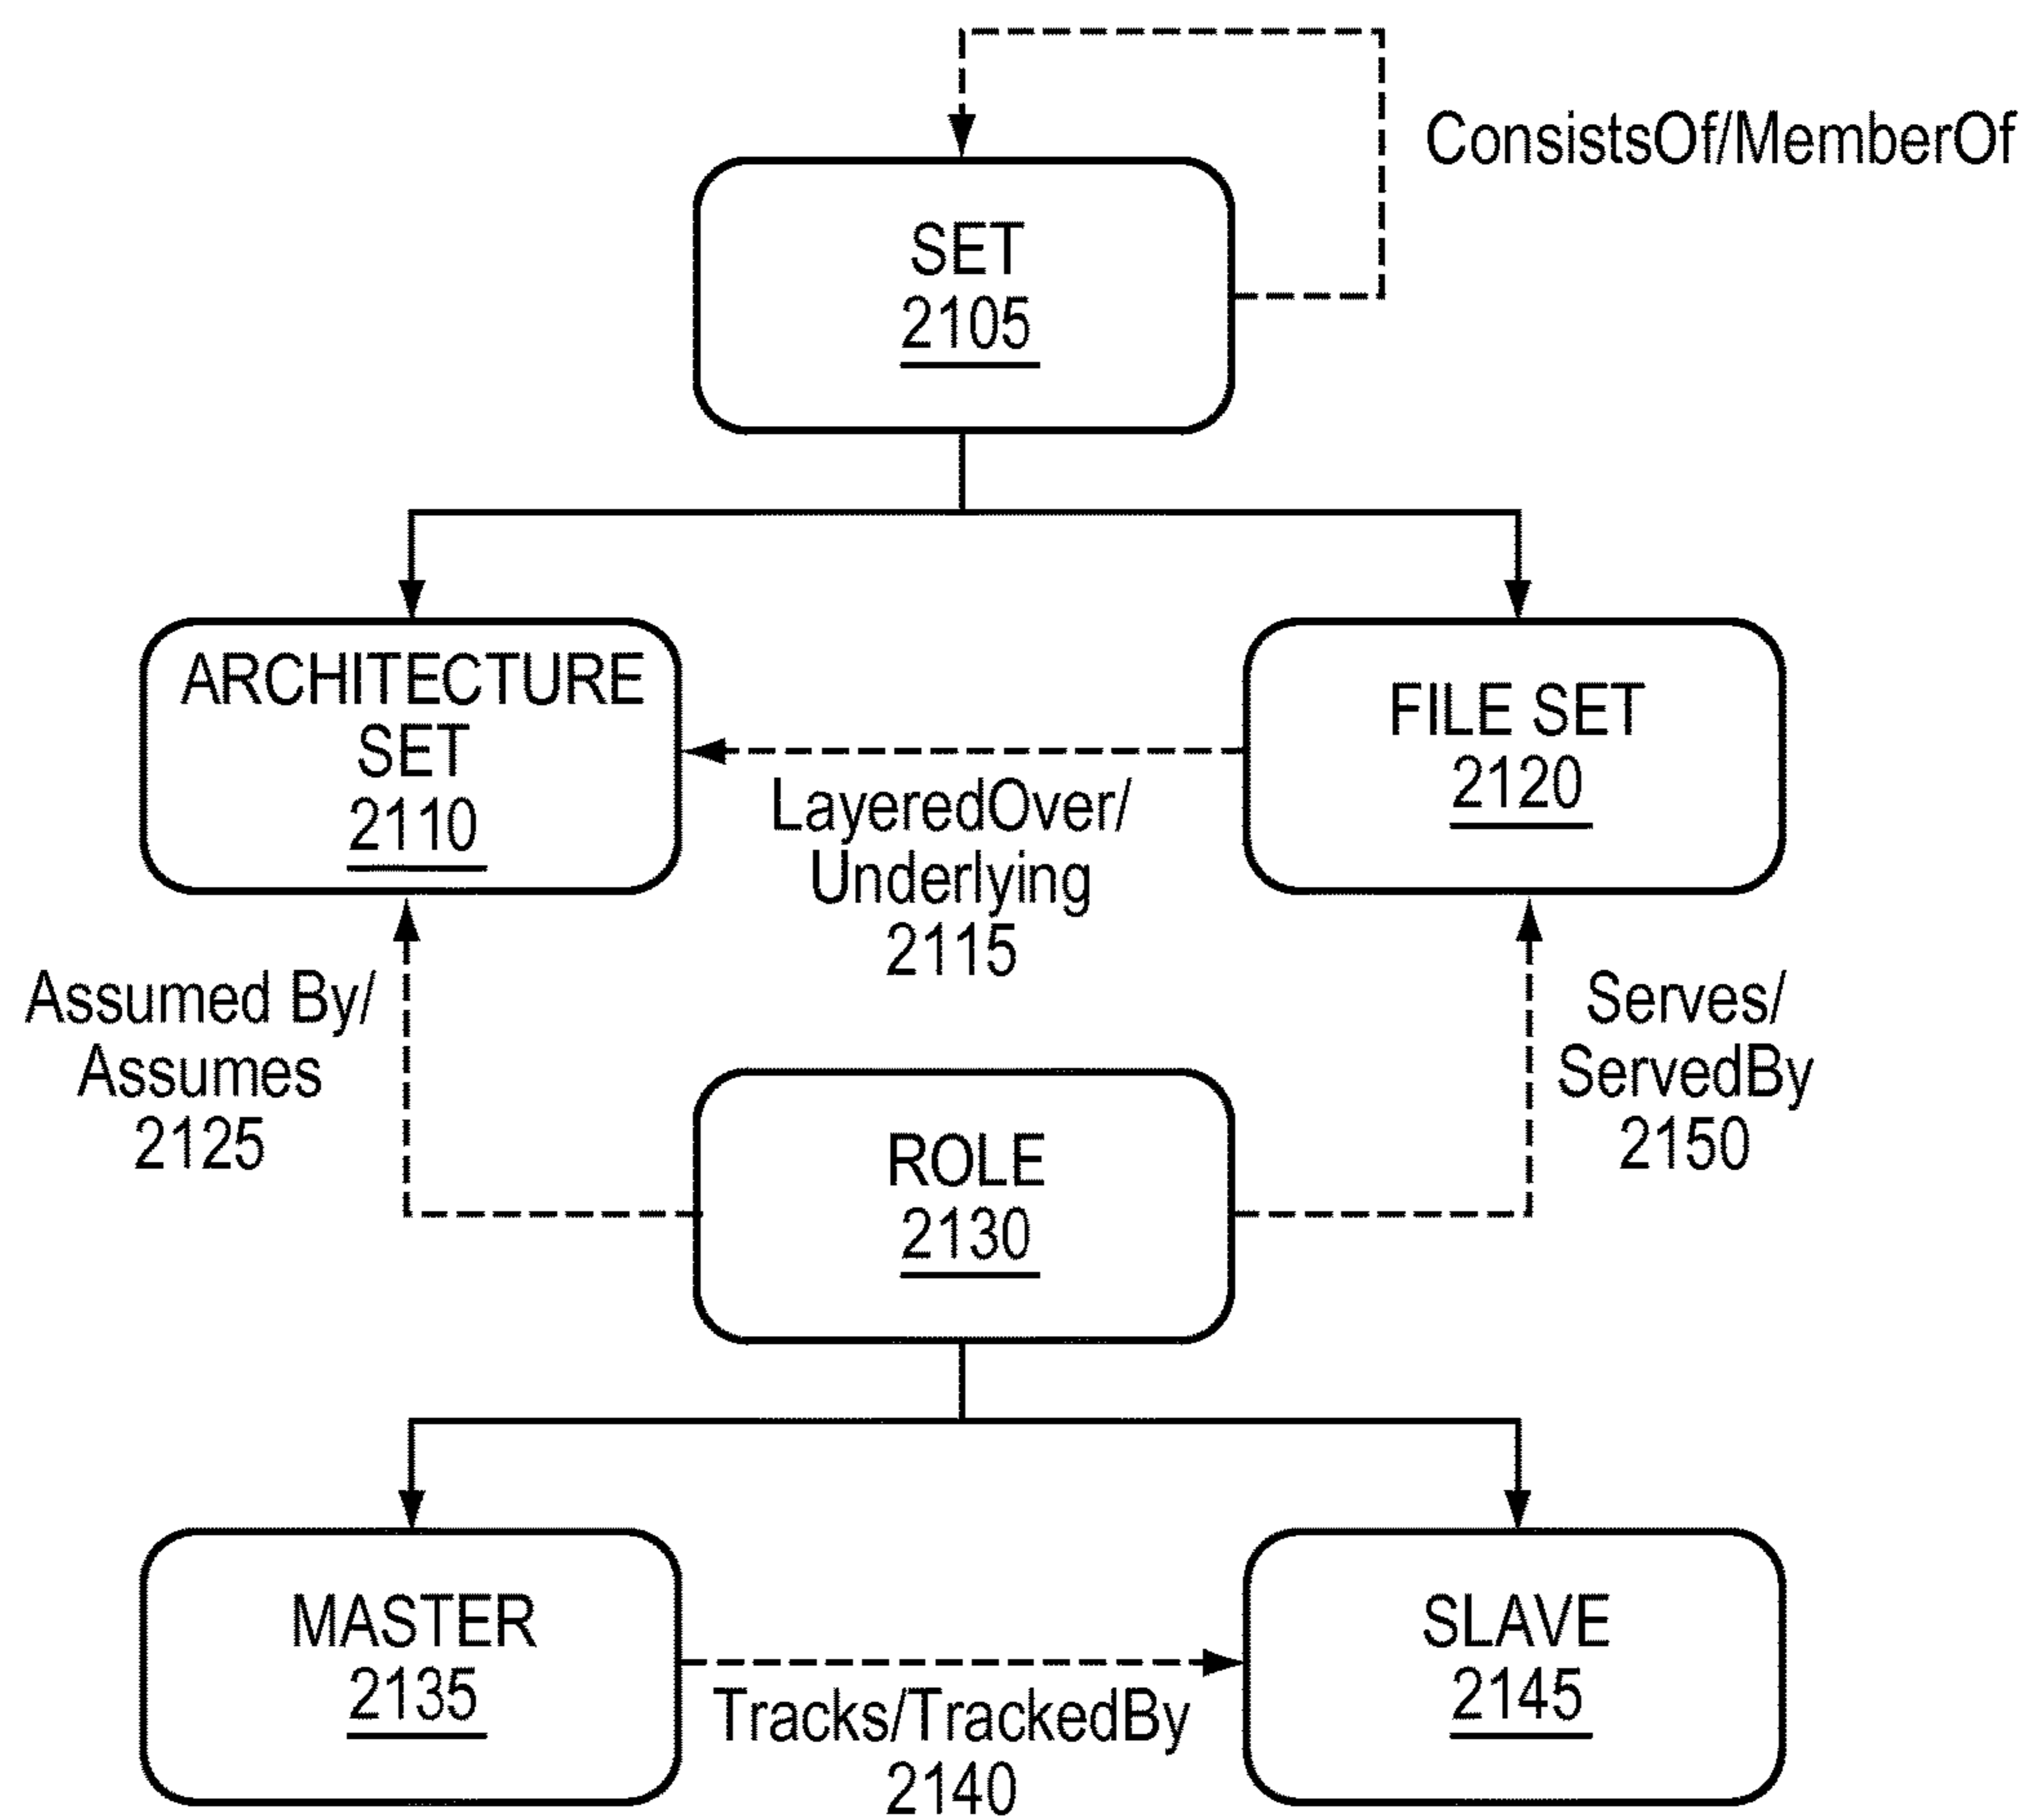 ConsistsOf/MemberOf
SET
2105
ARCHITECTURE
SET
2110
FILE SET
2120
LayeredOver/
Underlying
2115
Assumed By/
Assumes
2125
Serves/
ServedBy
2150
ROLE
2130
MASTER
2135
SLAVE
2145
Tracks/TrackedBy
2140